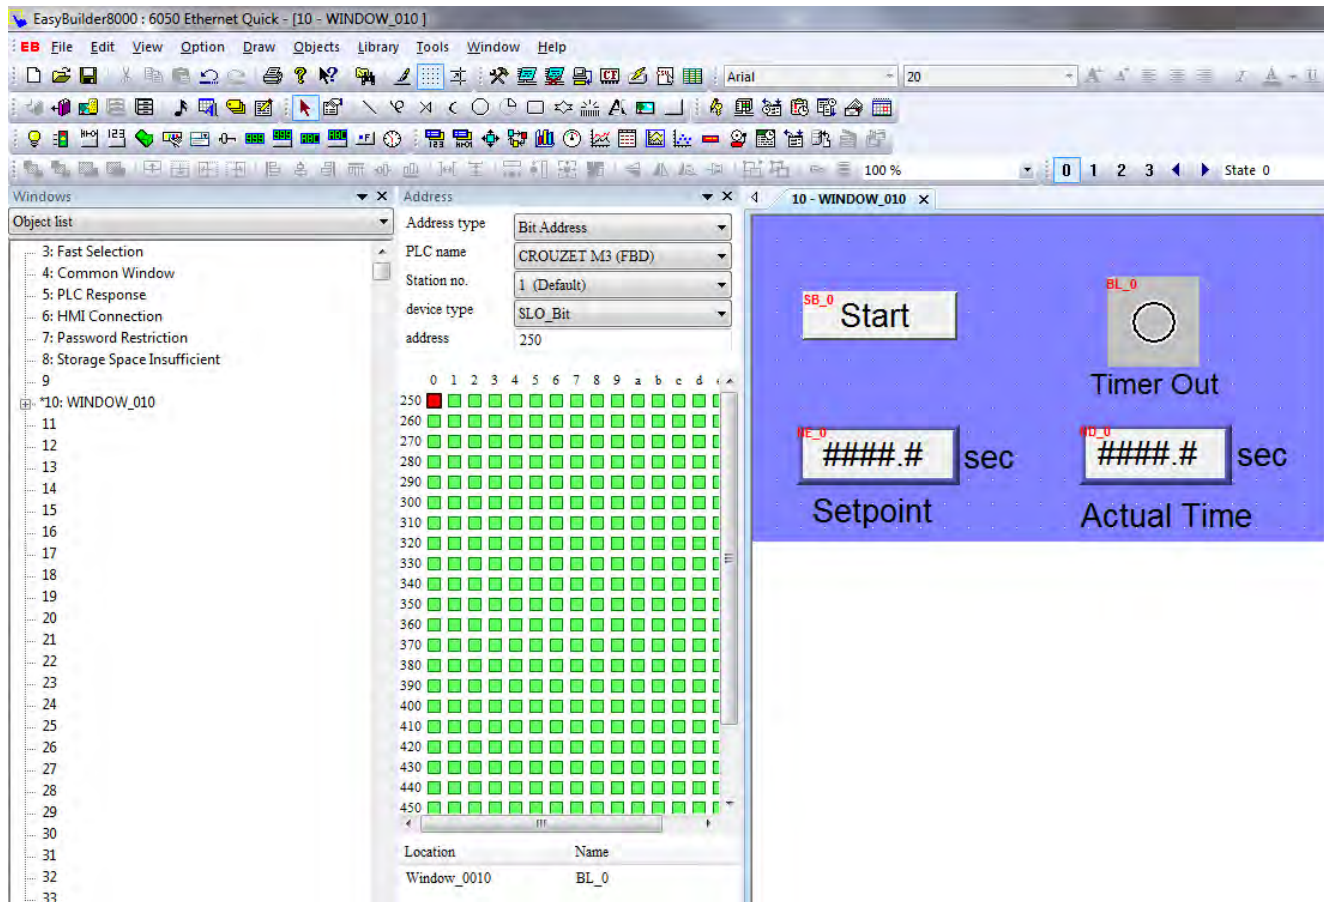 EasyBuilder8000 : 6050 Ethernet Quick - [10 - WINDOW_010 ]
EB File Edit View Option Draw Objects Library Tools Window Help
Arial 20
100 % 0 1 2 3 State 0
Windows
Object list
3: Fast Selection
4: Common Window
5: PLC Response
6: HMI Connection
7: Password Restriction
8: Storage Space Insufficient
9
*10: WINDOW_010
11
12
13
14
15
16
17
18
19
20
21
22
23
24
25
26
27
28
29
30
31
32
33
Address
Address type Bit Address
PLC name CROUZET M3 (FBD)
Station no. 1 (Default)
device type SLO_Bit
address 250
0 1 2 3 4 5 6 7 8 9 a b c d
250
260
270
280
290
300
310
320
330
340
350
360
370
380
390
400
410
420
430
440
450
Location Name
Window_0010 BL_0
10 - WINDOW_010
SB_0
Start
BL_0
Timer Out
NE_0
####.# sec
Setpoint
ND_0
####.# sec
Actual Time